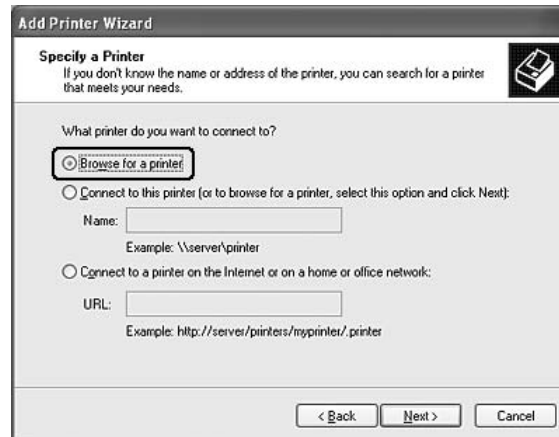 Add Printer Wizard
Specify a Printer
If you don't know the name or address of the printer, you can search for a printer
that meets your needs.
What printer do you want to connect to?
Browse for a printer
Connect to this printer (or to browse for a printer, select this option and click Next):
Name:
Example: \\server\printer
Connect to a printer on the Internet or on a home or office network:
URL:
Example: http://server/printers/myprinter/.printer
< Back Next > Cancel